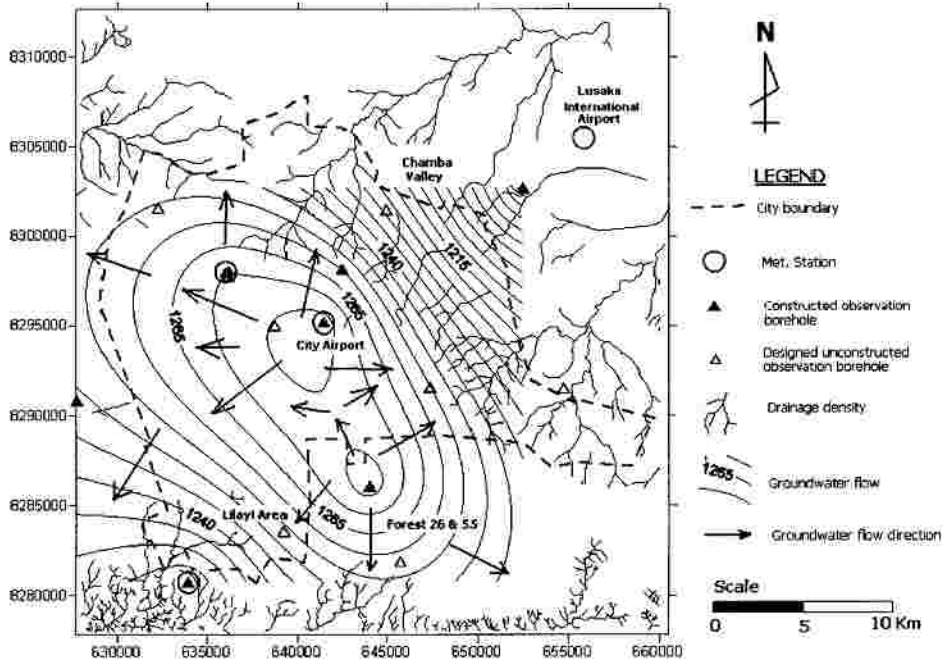 8310000
8305000
8300000
8295000
8290000
8285000
8280000
630000
635000
640000
645000
650000
655000
660000
Lusaka
International
Airport
Chamba
Valley
1240
1215
1265
1265
City Airport
Lilayi Area
1240
1265
Forest 26 & 55
N
LEGEND
City boundary
Met. Station
Constructed observation
borehole
Designed unconstructed
observation borehole
Drainage density
1265
Groundwater flow
Groundwater flow direction
Scale
0 5 10 Km